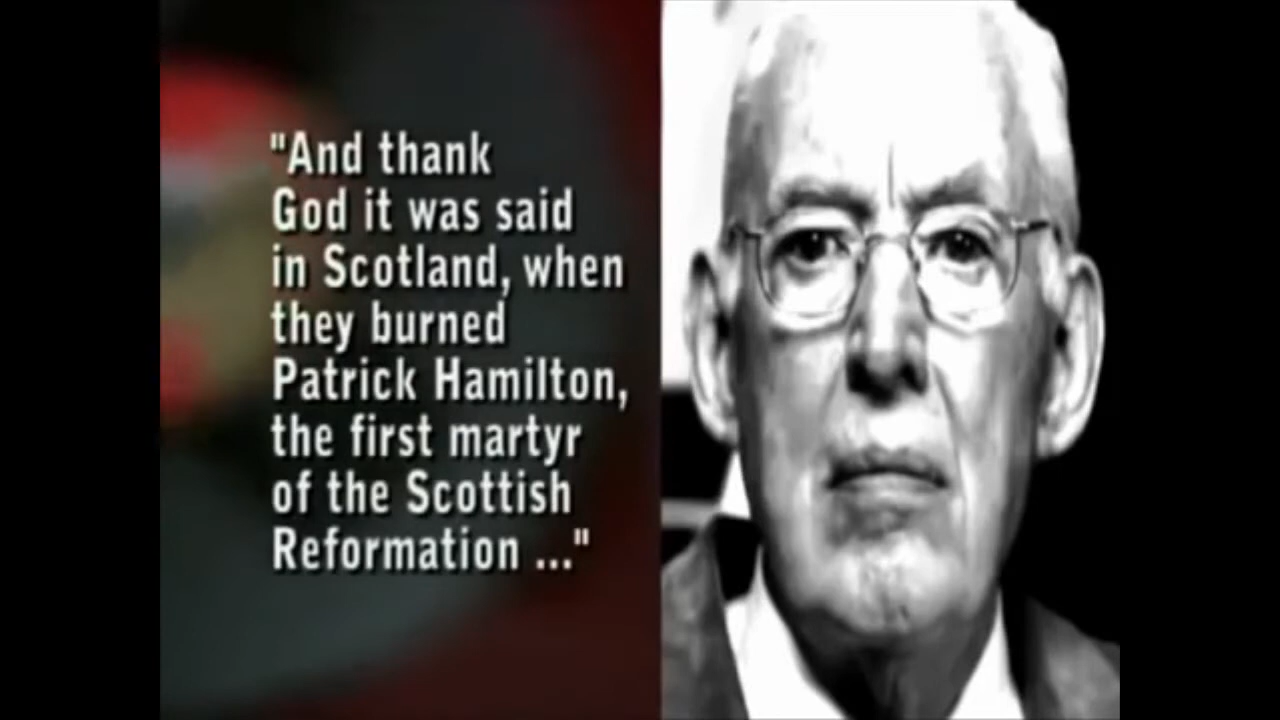 "And thank
God it was said
in Scotland, when
they burned
Patrick Hamilton,
the first martyr
of the Scottish
Reformation ..."